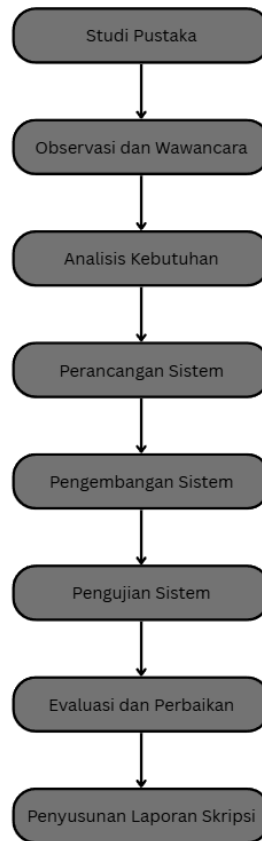 Studi Pustaka
Observasi dan Wawancara
Analisis Kebutuhan
Perancangan Sistem
Pengembangan Sistem
Pengujian Sistem
Evaluasi dan Perbaikan
Penyusunan Laporan Skripsi